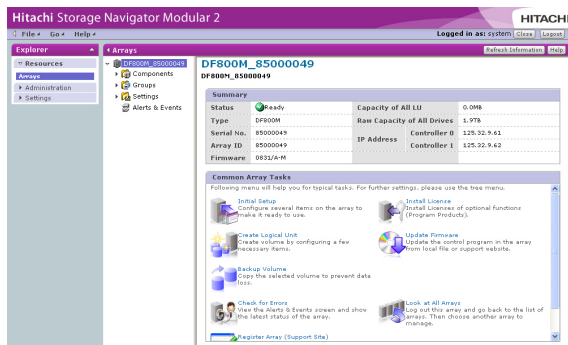 Hitachi Storage Navigator Modular 2
HITACHI
File Go Help
Logged in as: system Close Logout
Explorer
Arrays
Refresh Information Help
Resources
Arrays
Administration
Settings
DF800M_85000049
Components
Groups
Settings
Alerts & Events
DF800M_85000049
DF800M_85000049
Summary
Status Ready Capacity of All LU 0.0MB
Type DF800M Raw Capacity of All Drives 1.9TB
Serial No. 85000049 IP Address Controller 0 125.32.9.61
Array ID 85000049 Controller 1 125.32.9.62
Firmware 0831/A-M
Common Array Tasks
Following menu will help you for typical tasks. For further settings, please use the tree menu.
Initial Setup
Configure several items on the array to
make it ready to use.
Install License
Install Licenses of optional functions
(Program Products).
Create Logical Unit
Create volume by configuring a few
necessary items.
Update Firmware
Update the control program in the array
from local file or support website.
Backup Volume
Copy the selected volume to prevent data
loss.
Check for Errors
View the Alerts & Events screen and show
the latest status of the array.
Look at All Arrays
Log out this array and go back to the list of
arrays. Then choose another array to
manage.
Register Array (Support Site)